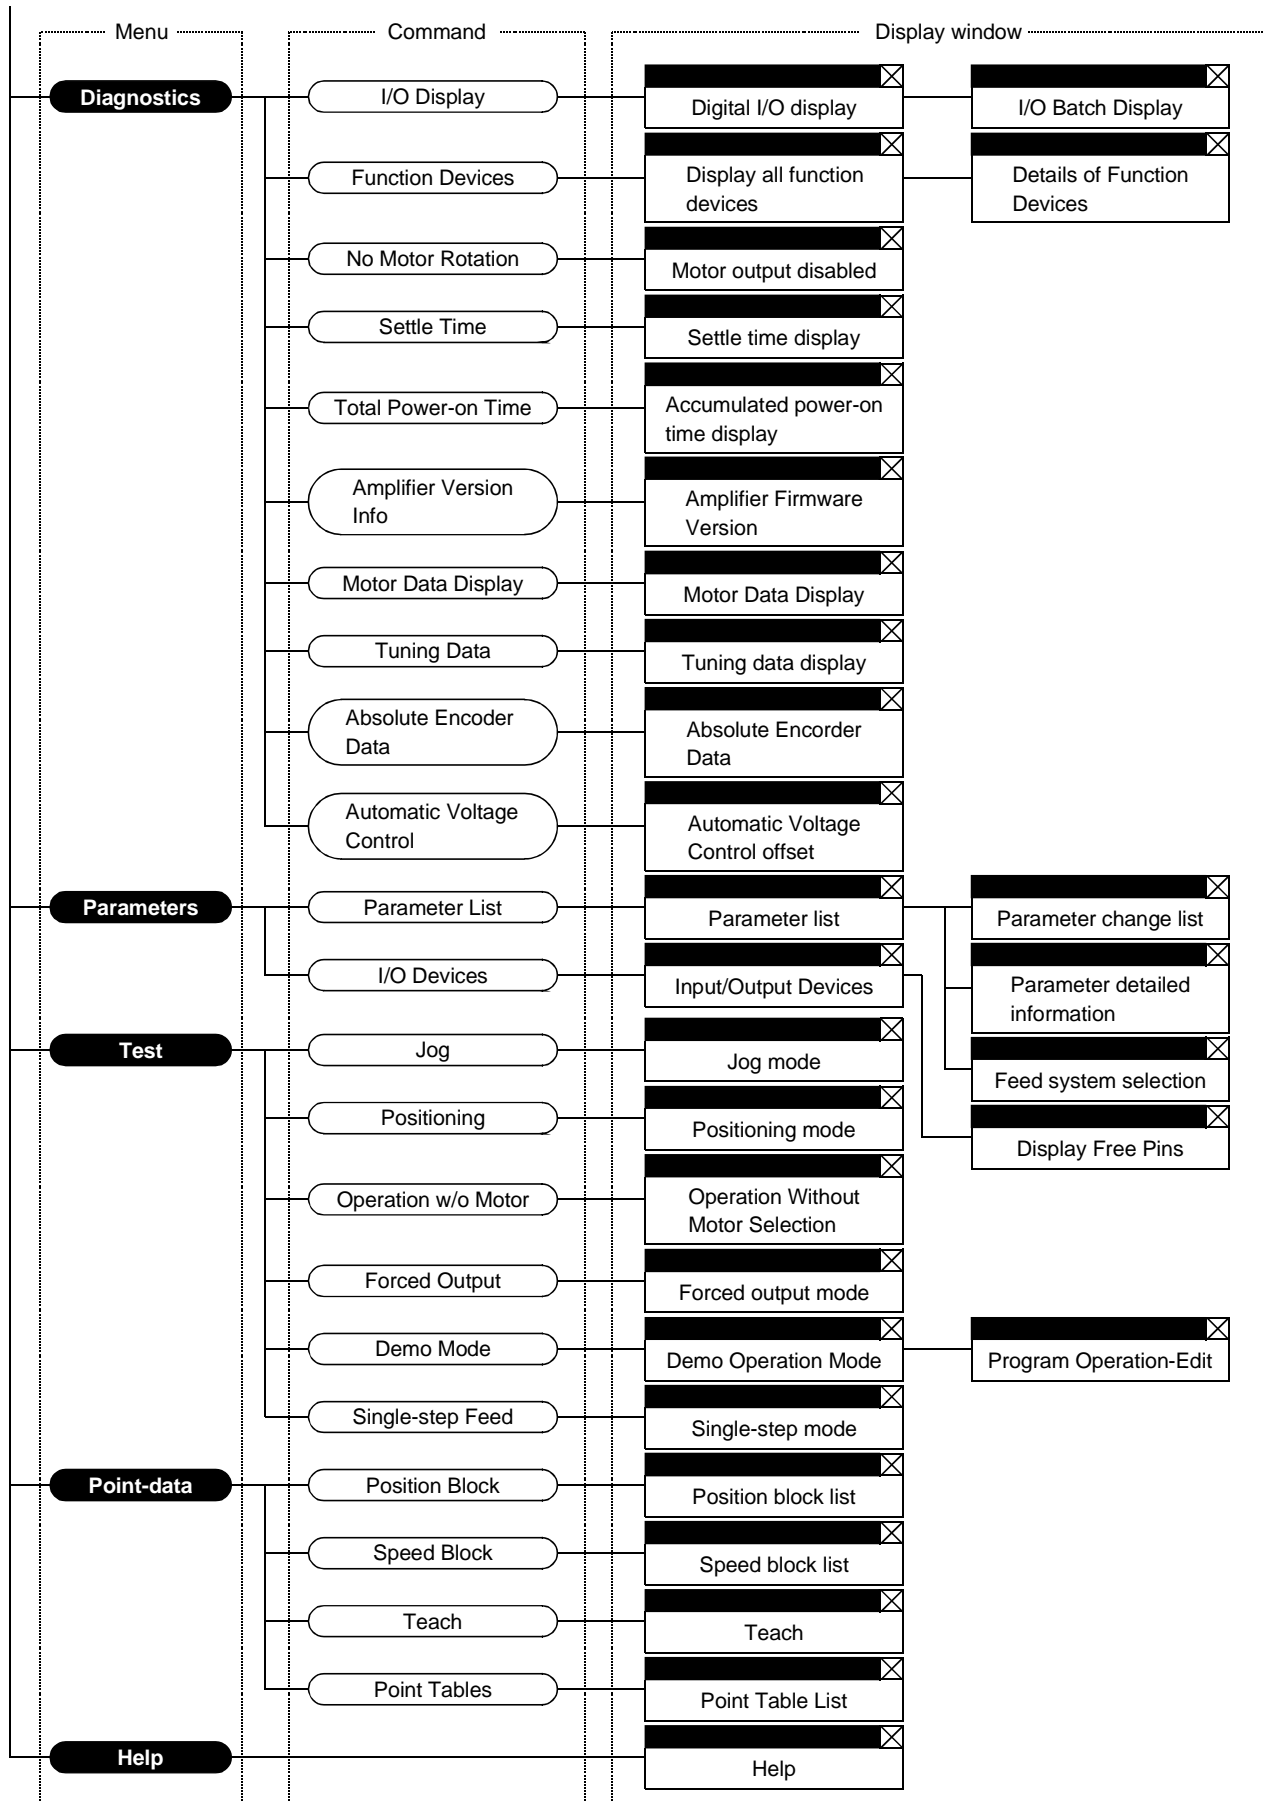 Menu
Command
Display window
Diagnostics
I/O Display
Digital I/O display
I/O Batch Display
Function Devices
Display all function
devices
Details of Function
Devices
No Motor Rotation
Motor output disabled
Settle Time
Settle time display
Total Power-on Time
Accumulated power-on
time display
Amplifier Version
Info
Amplifier Firmware
Version
Motor Data Display
Motor Data Display
Tuning Data
Tuning data display
Absolute Encoder
Data
Absolute Encorder
Data
Automatic Voltage
Control
Automatic Voltage
Control offset
Parameters
Parameter List
Parameter list
Parameter change list
I/O Devices
Input/Output Devices
Parameter detailed
information
Test
Jog
Jog mode
Feed system selection
Positioning
Positioning mode
Display Free Pins
Operation w/o Motor
Operation Without
Motor Selection
Forced Output
Forced output mode
Demo Mode
Demo Operation Mode
Program Operation-Edit
Single-step Feed
Single-step mode
Point-data
Position Block
Position block list
Speed Block
Speed block list
Teach
Teach
Point Tables
Point Table List
Help
Help